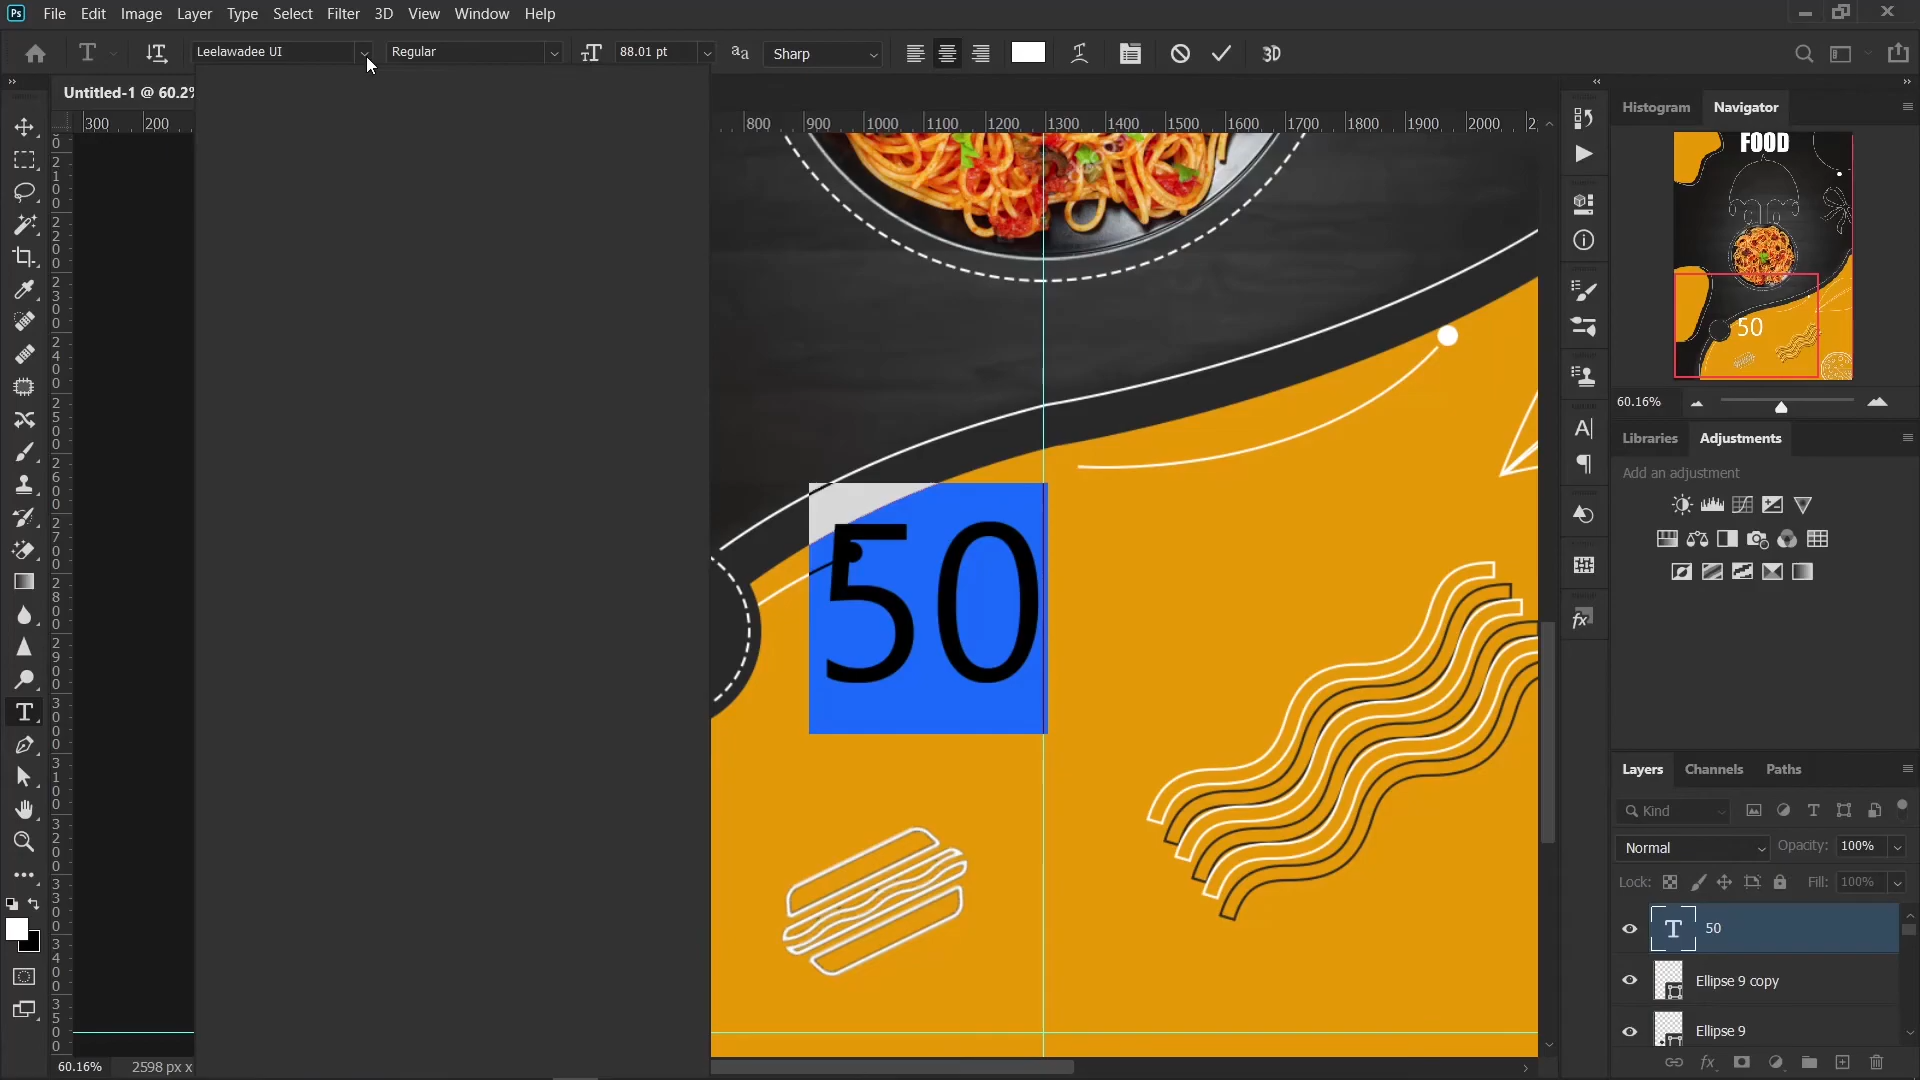 Ps File Edit Image Layer Type Select Filter 3D View Window Help
T Leelawadee UI Regular 88.01 pt Sharp 3D
Untitled-1 @ 60.2%
300 200 800 900 1000 1100 1200 1300 1400 1500 1600 1700 1800 1900 2000
Histogram Navigator
FOOD
50
60.16%
50
Libraries Adjustments
Add an adjustment
Layers Channels Paths
Kind
Normal Opacity: 100%
Lock: Fill: 100%
T 50
Ellipse 9 copy
Ellipse 9
60.16% 2598 px x